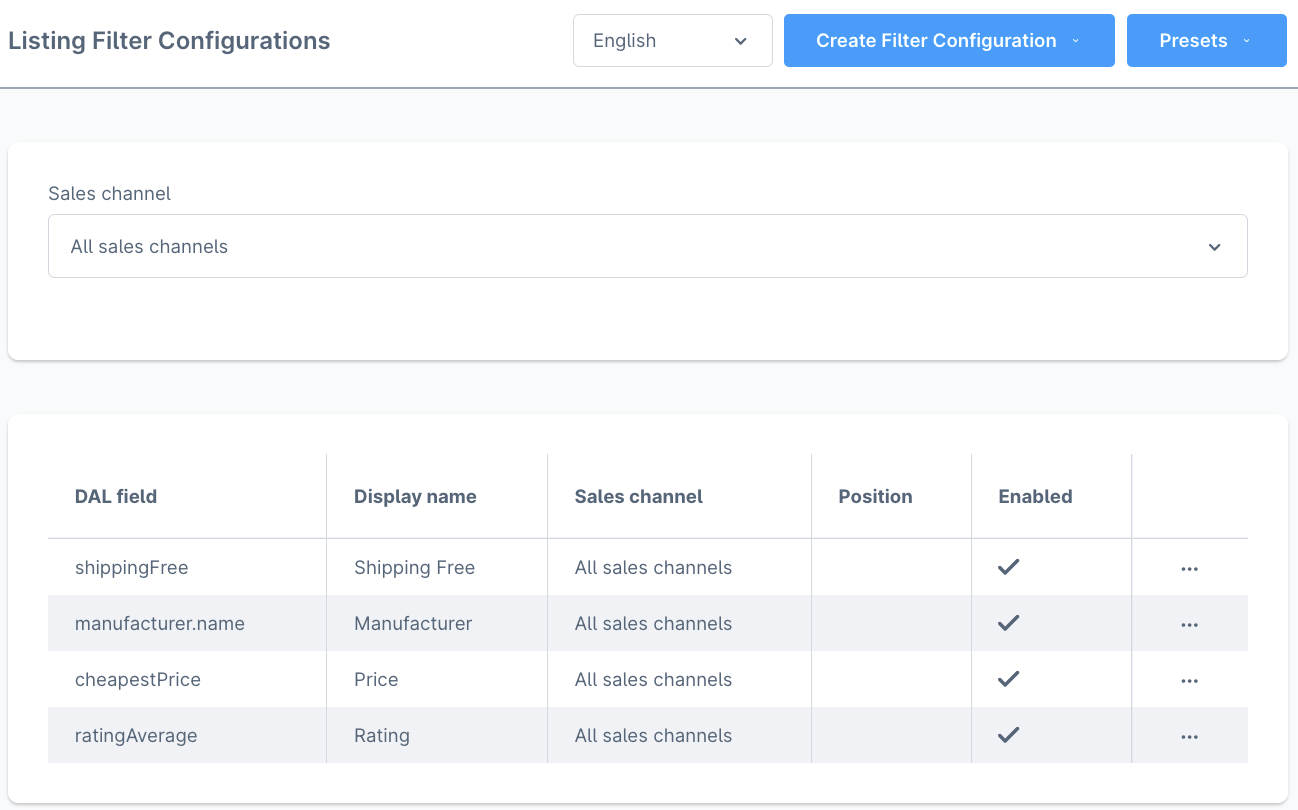 Listing Filter Configurations English Create Filter Configuration Presets
Sales channel
All sales channels
DAL field Display name Sales channel Position Enabled
shippingFree Shipping Free All sales channels
manufacturer.name Manufacturer All sales channels
cheapestPrice Price All sales channels
ratingAverage Rating All sales channels